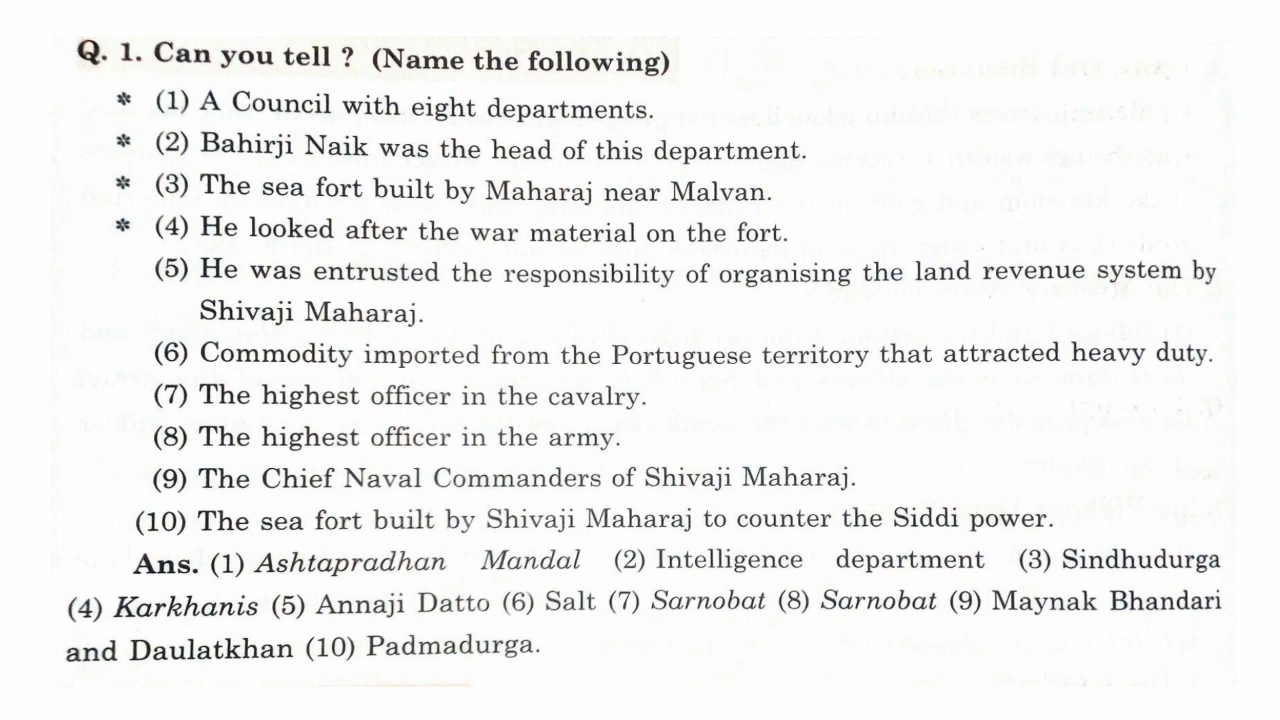 Q. 1. Can you tell ? (Name the following)
* (1) A Council with eight departments.
* (2) Bahirji Naik was the head of this department.
* (3) The sea fort built by Maharaj near Malvan.
* (4) He looked after the war material on the fort.
(5) He was entrusted the responsibility of organising the land revenue system by
Shivaji Maharaj.
(6) Commodity imported from the Portuguese territory that attracted heavy duty.
(7) The highest officer in the cavalry.
(8) The highest officer in the army.
(9) The Chief Naval Commanders of Shivaji Maharaj.
(10) The sea fort built by Shivaji Maharaj to counter the Siddi power.
Ans. (1) Ashtapradhan Mandal (2) Intelligence department (3) Sindhudurga
(4) Karkhanis (5) Annaji Datto (6) Salt (7) Sarnobat (8) Sarnobat (9) Maynak Bhandari
and Daulatkhan (10) Padmadurga.